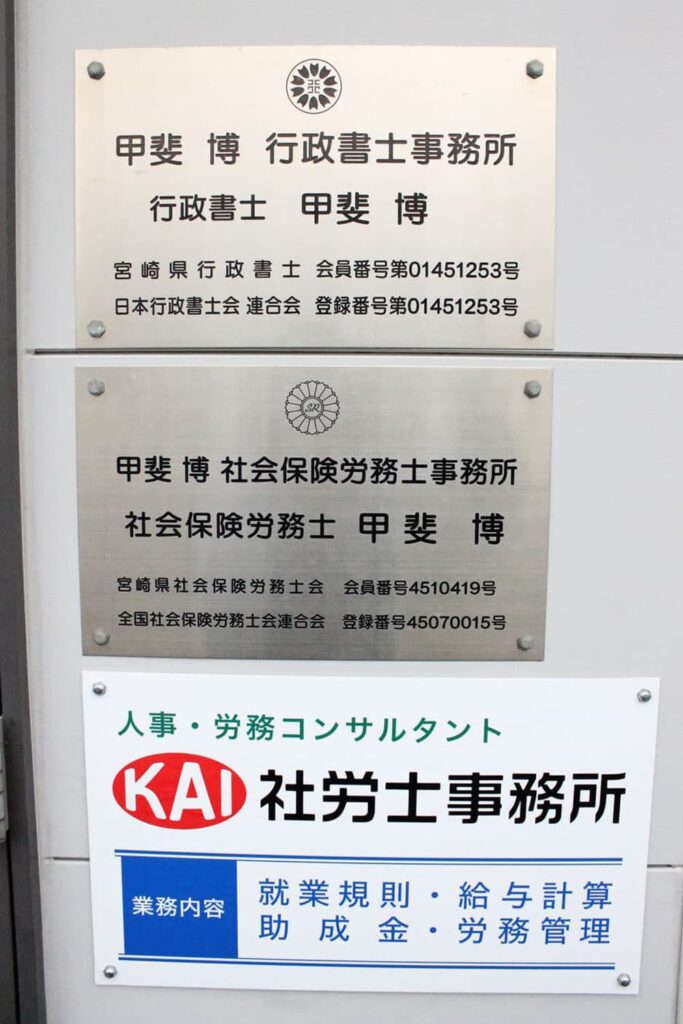 甲斐 博 行政書士事務所
行政書士 甲斐 博
宮崎県行政書士 会員番号第01451253号
日本行政書士会連合会 登録番号第01451253号
SR
甲斐 博 社会保険労務士事務所
社会保険労務士 甲斐 博
宮崎県社会保険労務士会 会員番号4510419号
全国社会保険労務士会連合会 登録番号45070015号
人事・労務コンサルタント
KAI 社労士事務所
業務内容
就業規則・給与計算
助成金・労務管理